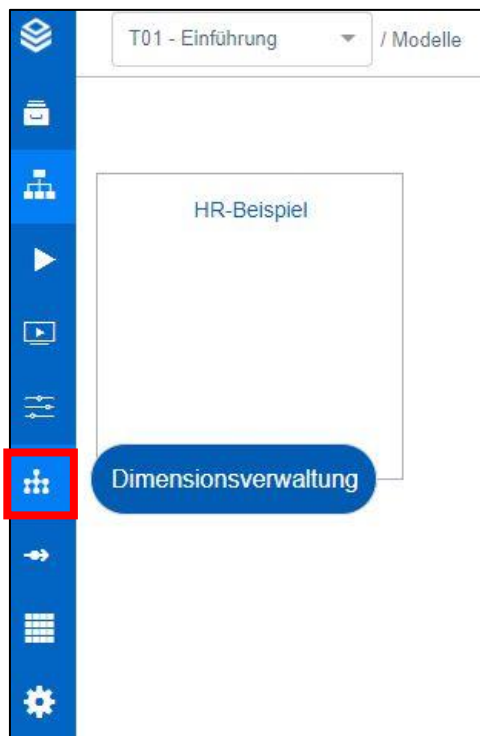 T01 - Einführung / Modelle
HR-Beispiel
Dimensionsverwaltung